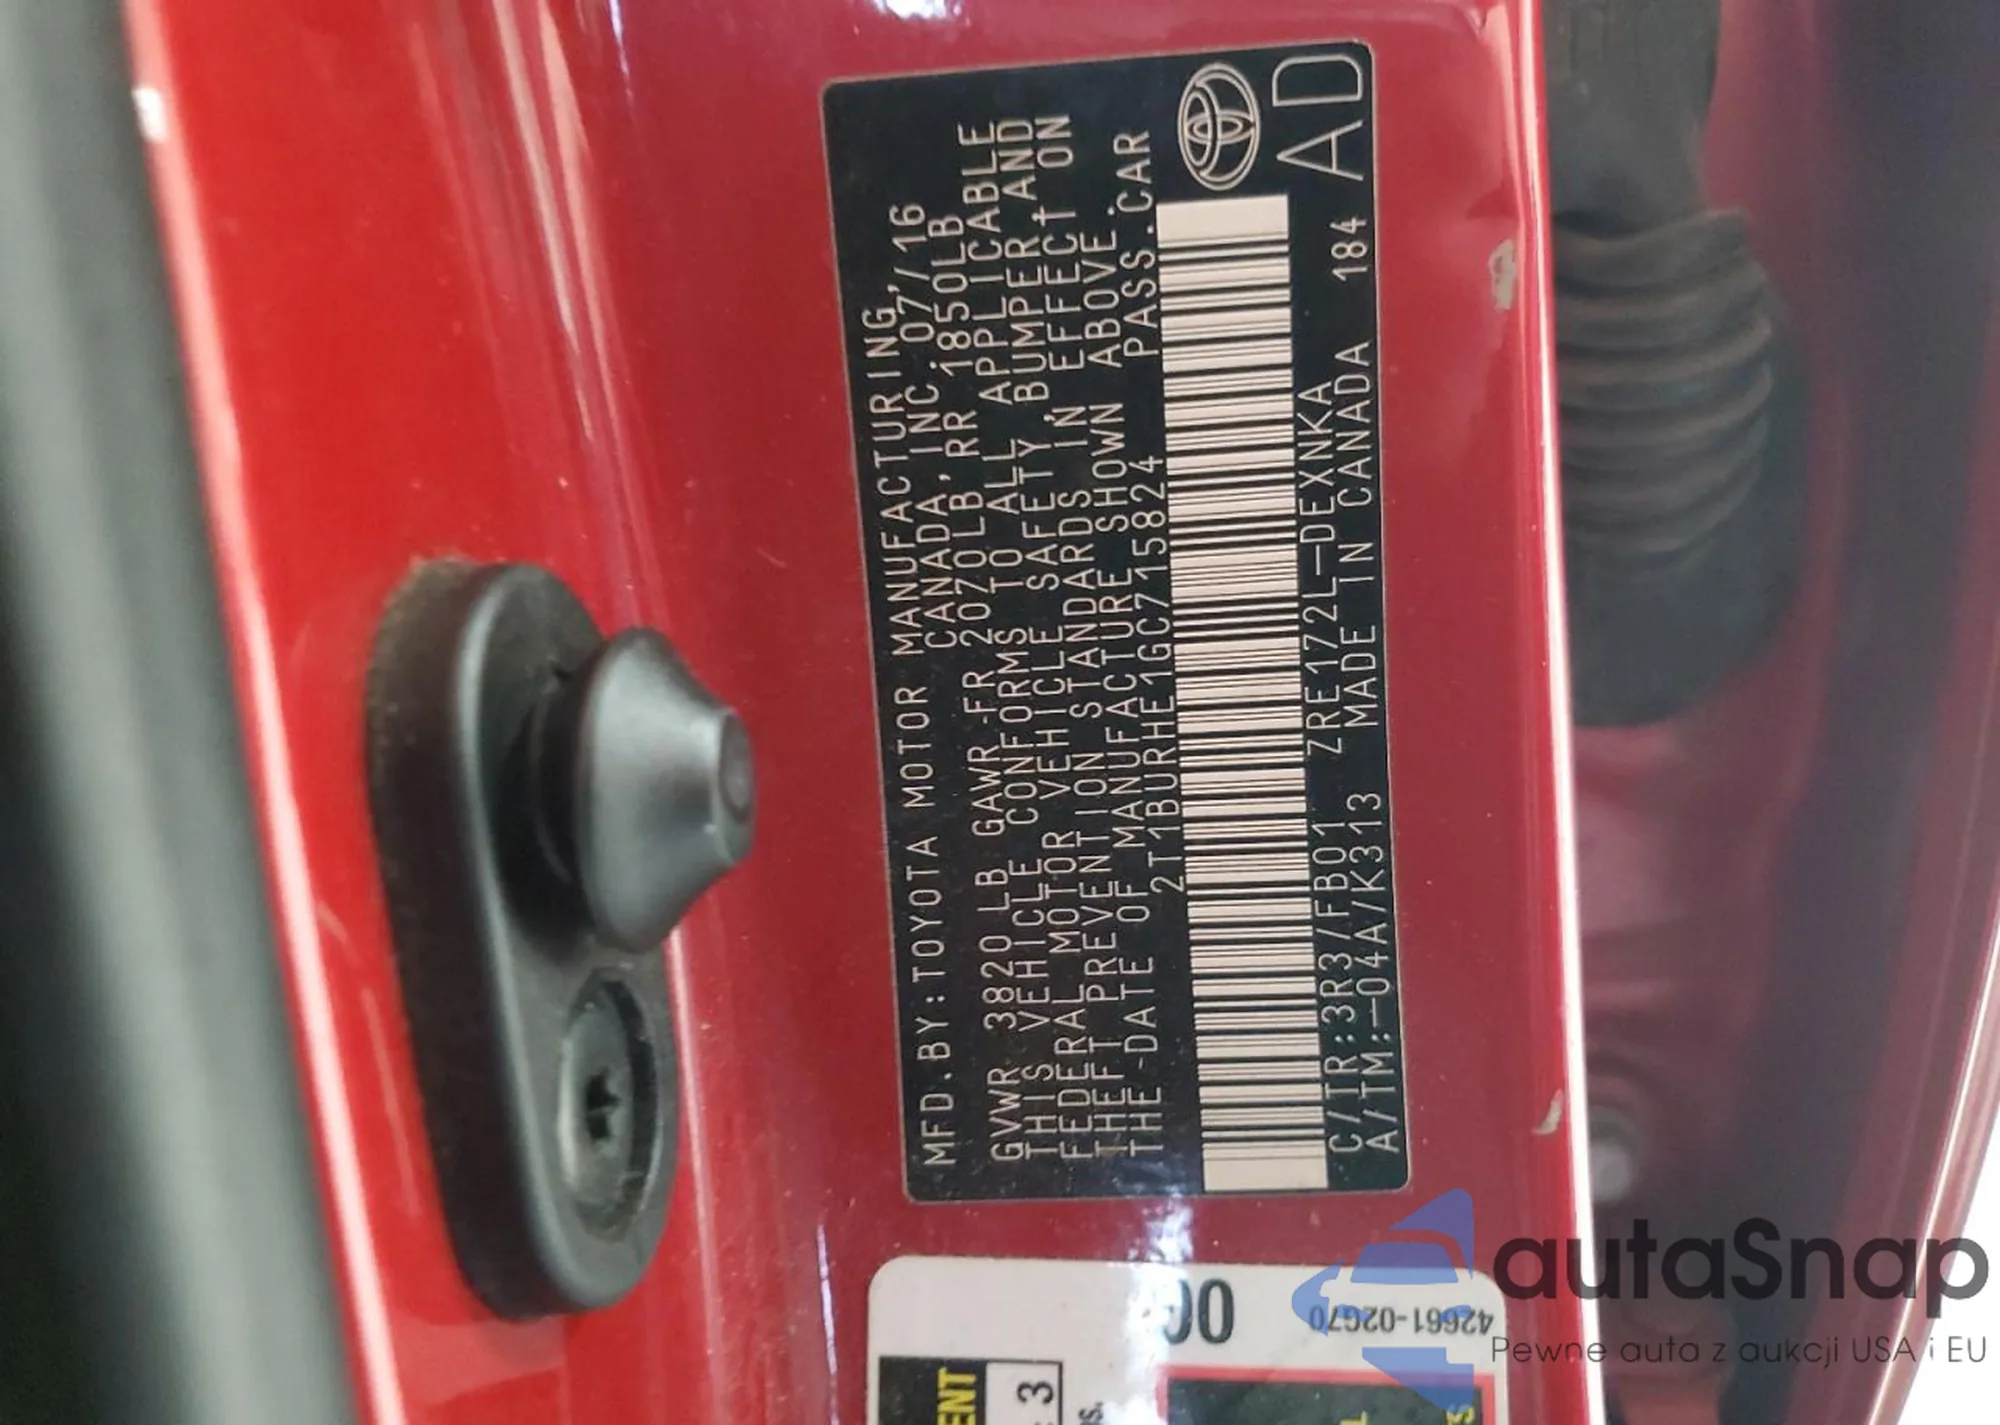 MFD.BY:TOYOTA MOTOR MANUFACTURING,
CANADA, INC. 07/16
GVWR 3820 LB GAWR-FR 2070LB, RR 1850LB
THIS VEHICLE CONFORMS TO ALL APPLICABLE
FEDERAL MOTOR VEHICLE SAFETY, BUMPER, AND
THEFT PREVENTION STANDARDS IN EFFECT ON
THE DATE OF MANUFACTURE SHOWN ABOVE.
2T1BURHE1GC715824 PASS.CAR
C/TR:3R3/FB01 ZRE172L-DEXNKA
A/TM:-04A/K313 MADE IN CANADA 184
AD
42661-02G70
3
autaSnap
Pewne auta z aukcji USA i EU